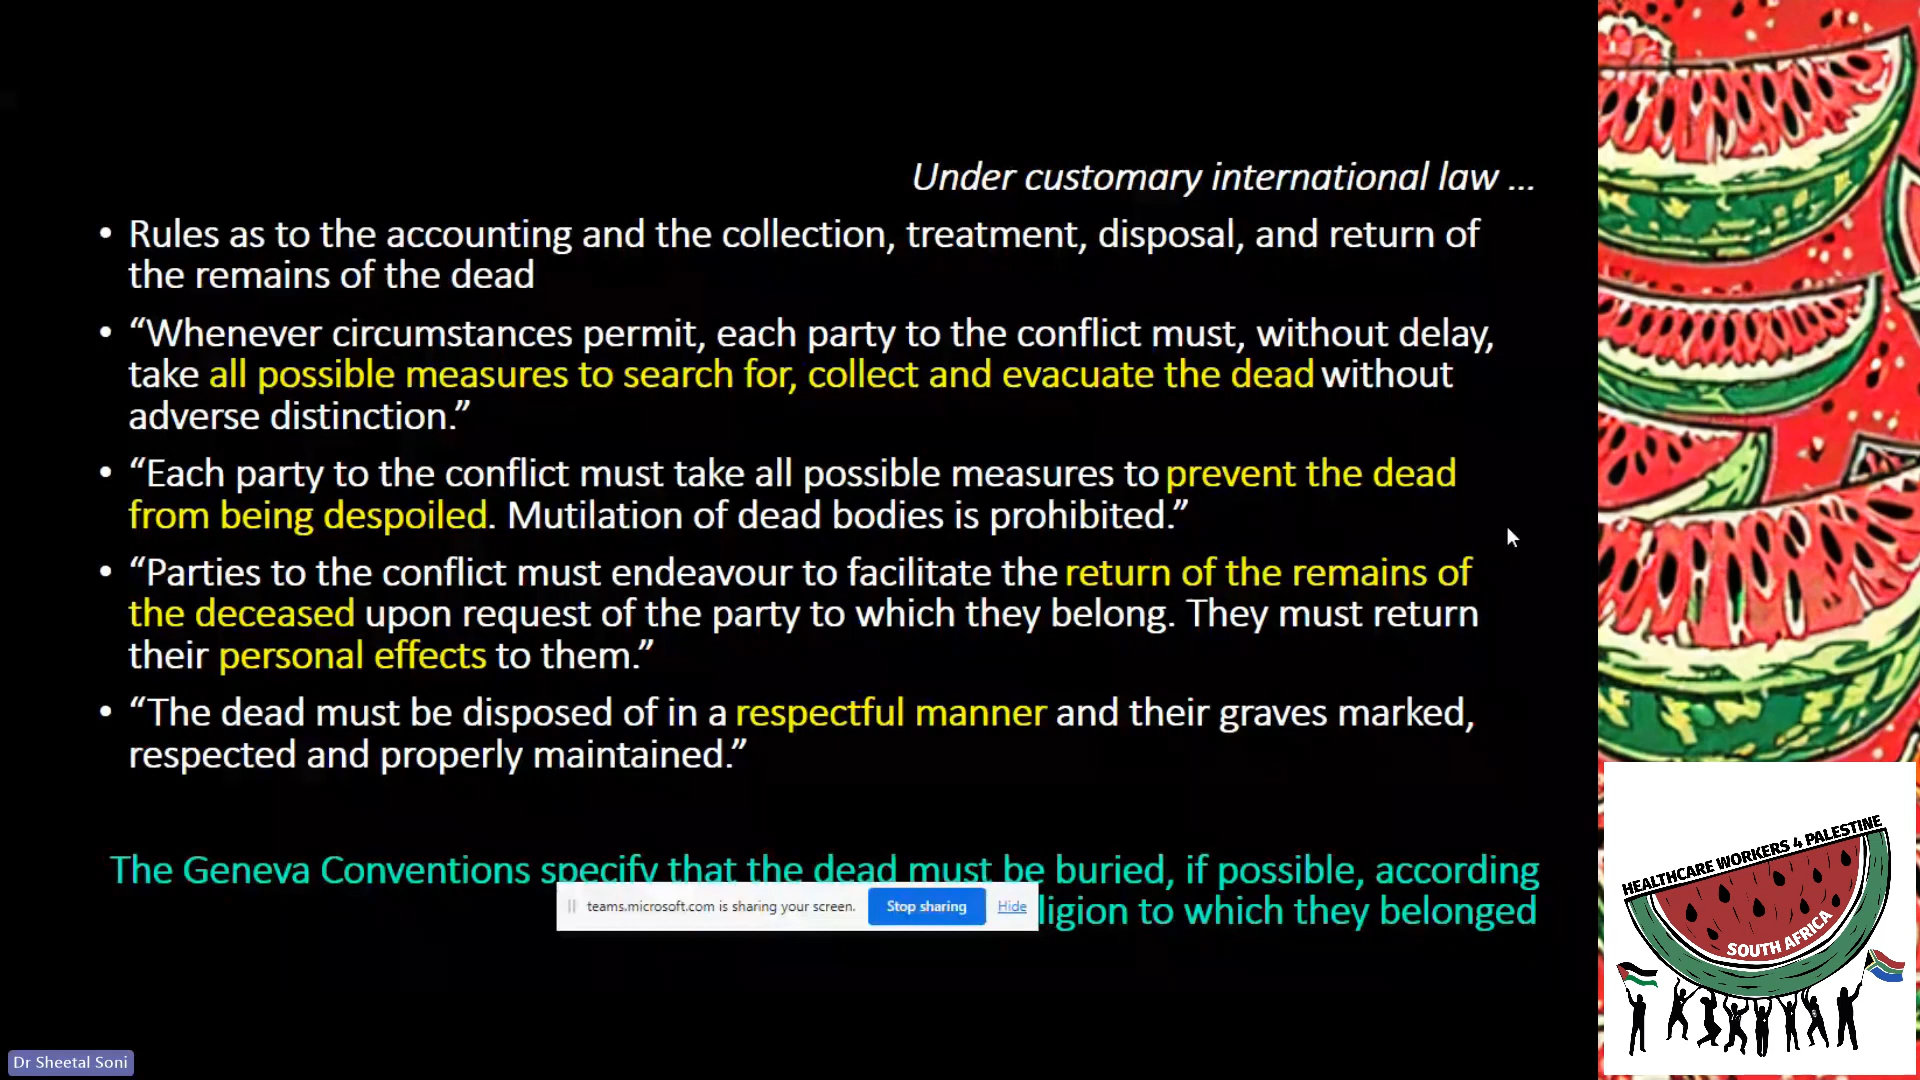 Under customary international law ...
• Rules as to the accounting and the collection, treatment, disposal, and return of
the remains of the dead
• “Whenever circumstances permit, each party to the conflict must, without delay,
take all possible measures to search for, collect and evacuate the dead without
adverse distinction.”
• “Each party to the conflict must take all possible measures to prevent the dead
from being despoiled. Mutilation of dead bodies is prohibited.”
• “Parties to the conflict must endeavour to facilitate the return of the remains of
the deceased upon request of the party to which they belong. They must return
their personal effects to them.”
• “The dead must be disposed of in a respectful manner and their graves marked,
respected and properly maintained.”
The Geneva Conventions specify that the dead must be buried, if possible, according
ligion to which they belonged
teams.microsoft.com is sharing your screen. Stop sharing Hide
HEALTHCARE WORKERS 4 PALESTINE
SOUTH AFRICA
Dr Sheetal Soni